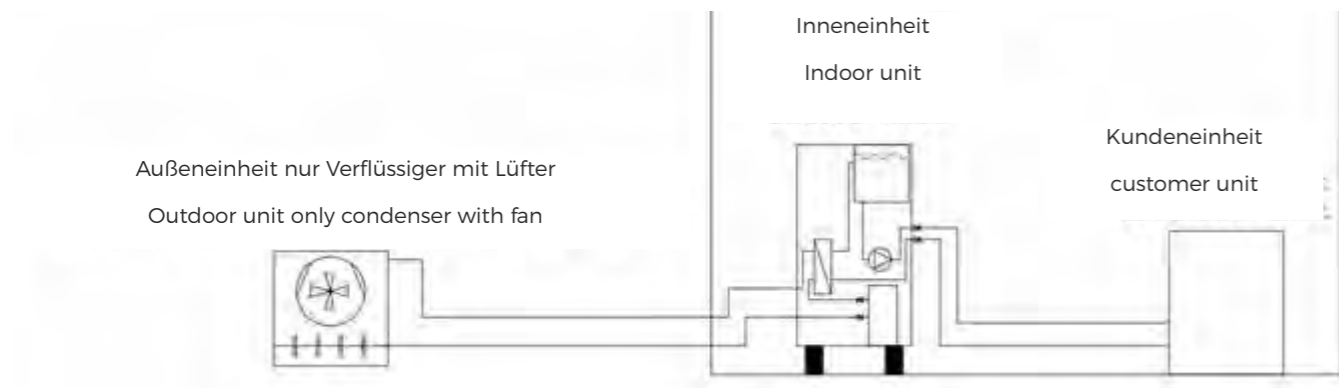 Inneneinheit
Indoor unit
Kundeneinheit
customer unit
Außeneinheit nur Verflüssiger mit Lüfter
Outdoor unit only condenser with fan